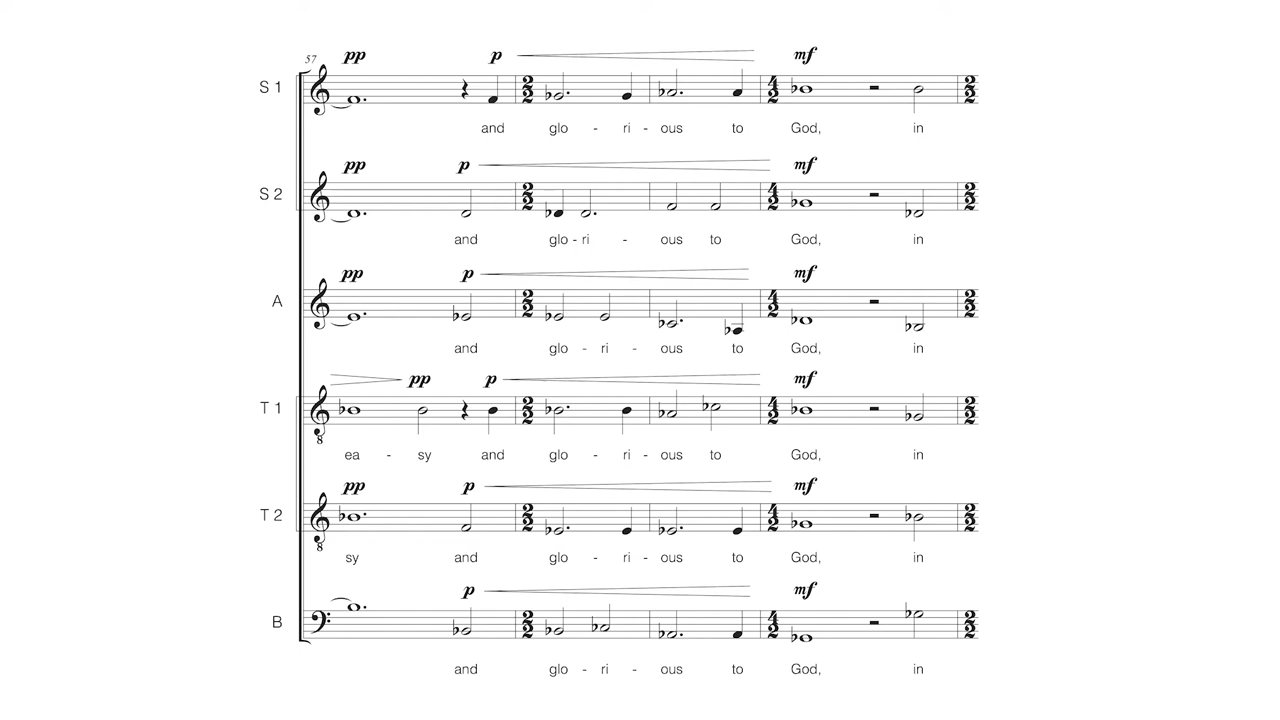 57
pp p mf
S 1
and glo - ri - ous to God, in
pp p mf
S 2
and glo - ri - ous to God, in
pp p mf
A
and glo - ri - ous to God, in
pp p mf
T 1
ea - sy and glo - ri - ous to God, in
pp p mf
T 2
sy and glo - ri - ous to God, in
p mf
B
and glo - ri - ous to God, in